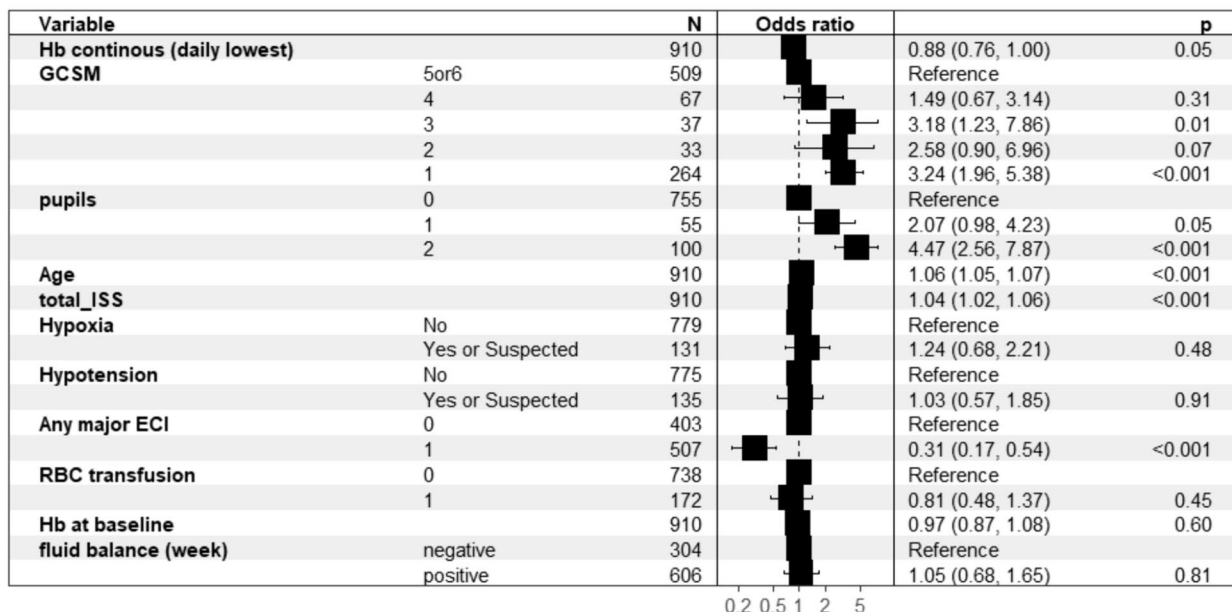 Variable N Odds ratio p
Hb continous (daily lowest) 910 0.88 (0.76, 1.00) 0.05
GCSM 5or6 509 Reference
4 67 1.49 (0.67, 3.14) 0.31
3 37 3.18 (1.23, 7.86) 0.01
2 33 2.58 (0.90, 6.96) 0.07
1 264 3.24 (1.96, 5.38) <0.001
pupils 0 755 Reference
1 55 2.07 (0.98, 4.23) 0.05
2 100 4.47 (2.56, 7.87) <0.001
Age 910 1.06 (1.05, 1.07) <0.001
total_ISS 910 1.04 (1.02, 1.06) <0.001
Hypoxia No 779 Reference
Yes or Suspected 131 1.24 (0.68, 2.21) 0.48
Hypotension No 775 Reference
Yes or Suspected 135 1.03 (0.57, 1.85) 0.91
Any major ECI 0 403 Reference
1 507 0.31 (0.17, 0.54) <0.001
RBC transfusion 0 738 Reference
1 172 0.81 (0.48, 1.37) 0.45
Hb at baseline 910 0.97 (0.87, 1.08) 0.60
fluid balance (week) negative 304 Reference
positive 606 1.05 (0.68, 1.65) 0.81
0.2 0.5 1 2 5